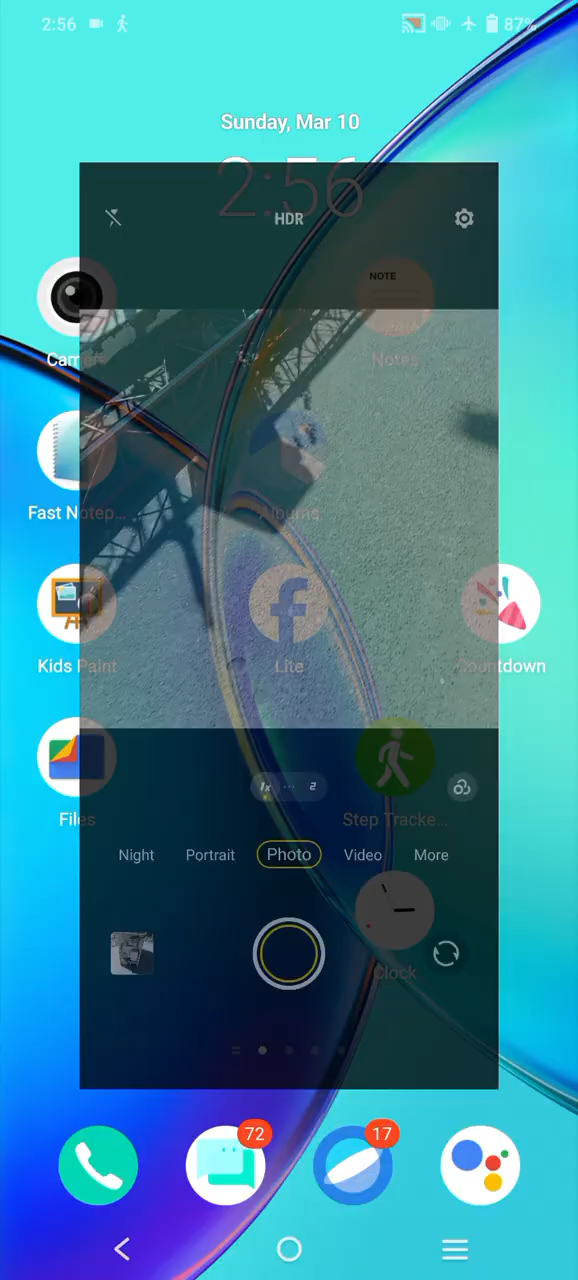 2:56 87%
Sunday, Mar 10
2:56
HDR
NOTE
Camera Notes
Fast Notep... Albums
Kids Paint Lite Countdown
Files Step Tracke...
1x 2
Night Portrait Photo Video More
Clock
72 17